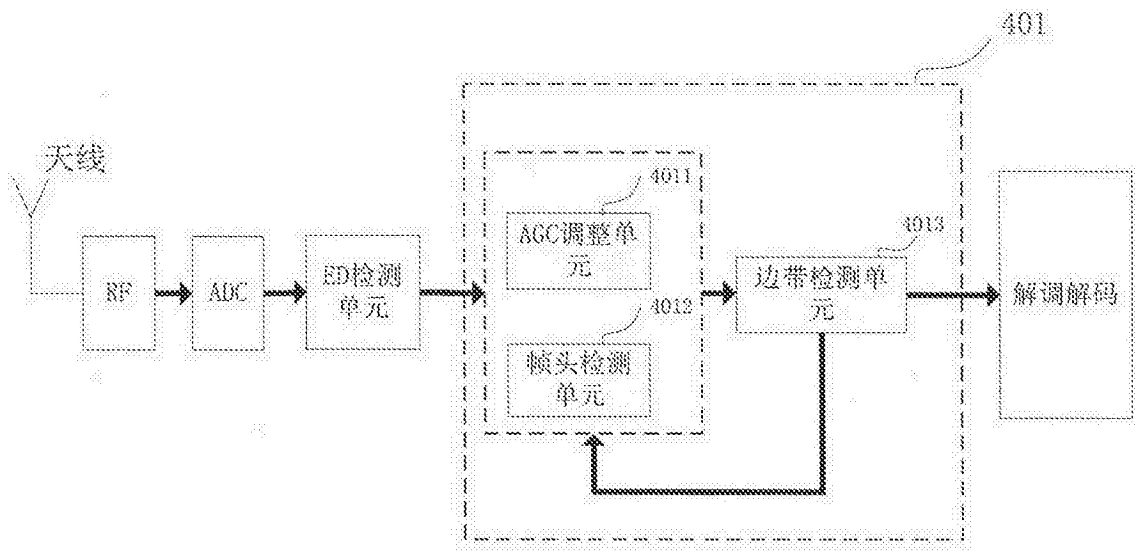 401
天线
4011
AGC调整单
元
4013
RF
ADC
ED检测
单元
边带检测单
元
解调解码
4012
帧头检测
单元